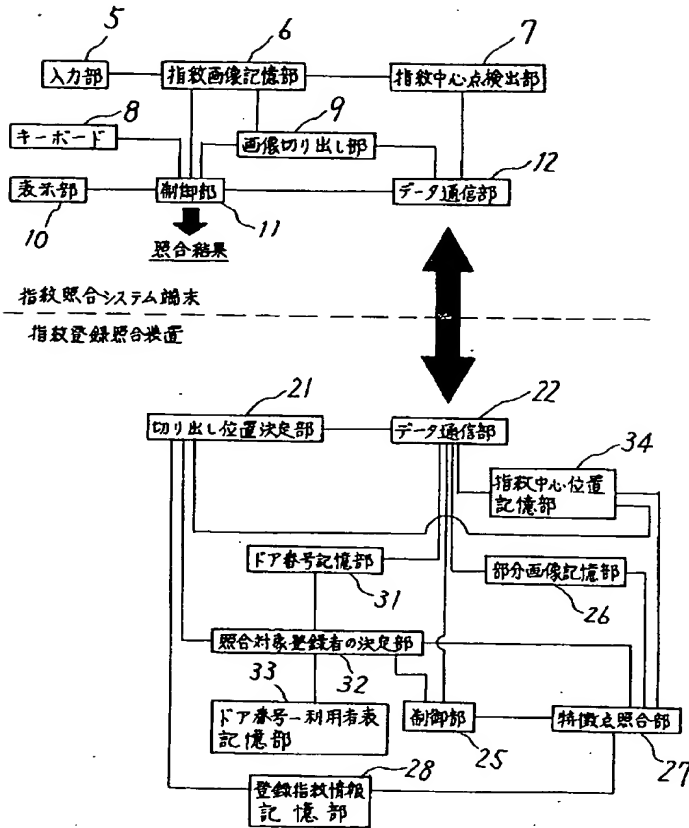 5
6
7
入力部
指紋画像記憶部
指紋中心点検出部
8
9
キーボード
画像切り出し部
12
表示部
制御部
データ通信部
10
11
照合結果
指紋照合システム端末
指紋登録照合装置
21
22
切り出し位置決定部
データ通信部
34
指紋中心位置
記憶部
ドア番号記憶部
31
部分画像記憶部
26
照合対象登録者の決定部
32
33
ドア番号-利用者表
記憶部
制御部
25
特徴点照合部
27
28
登録指紋情報
記憶部